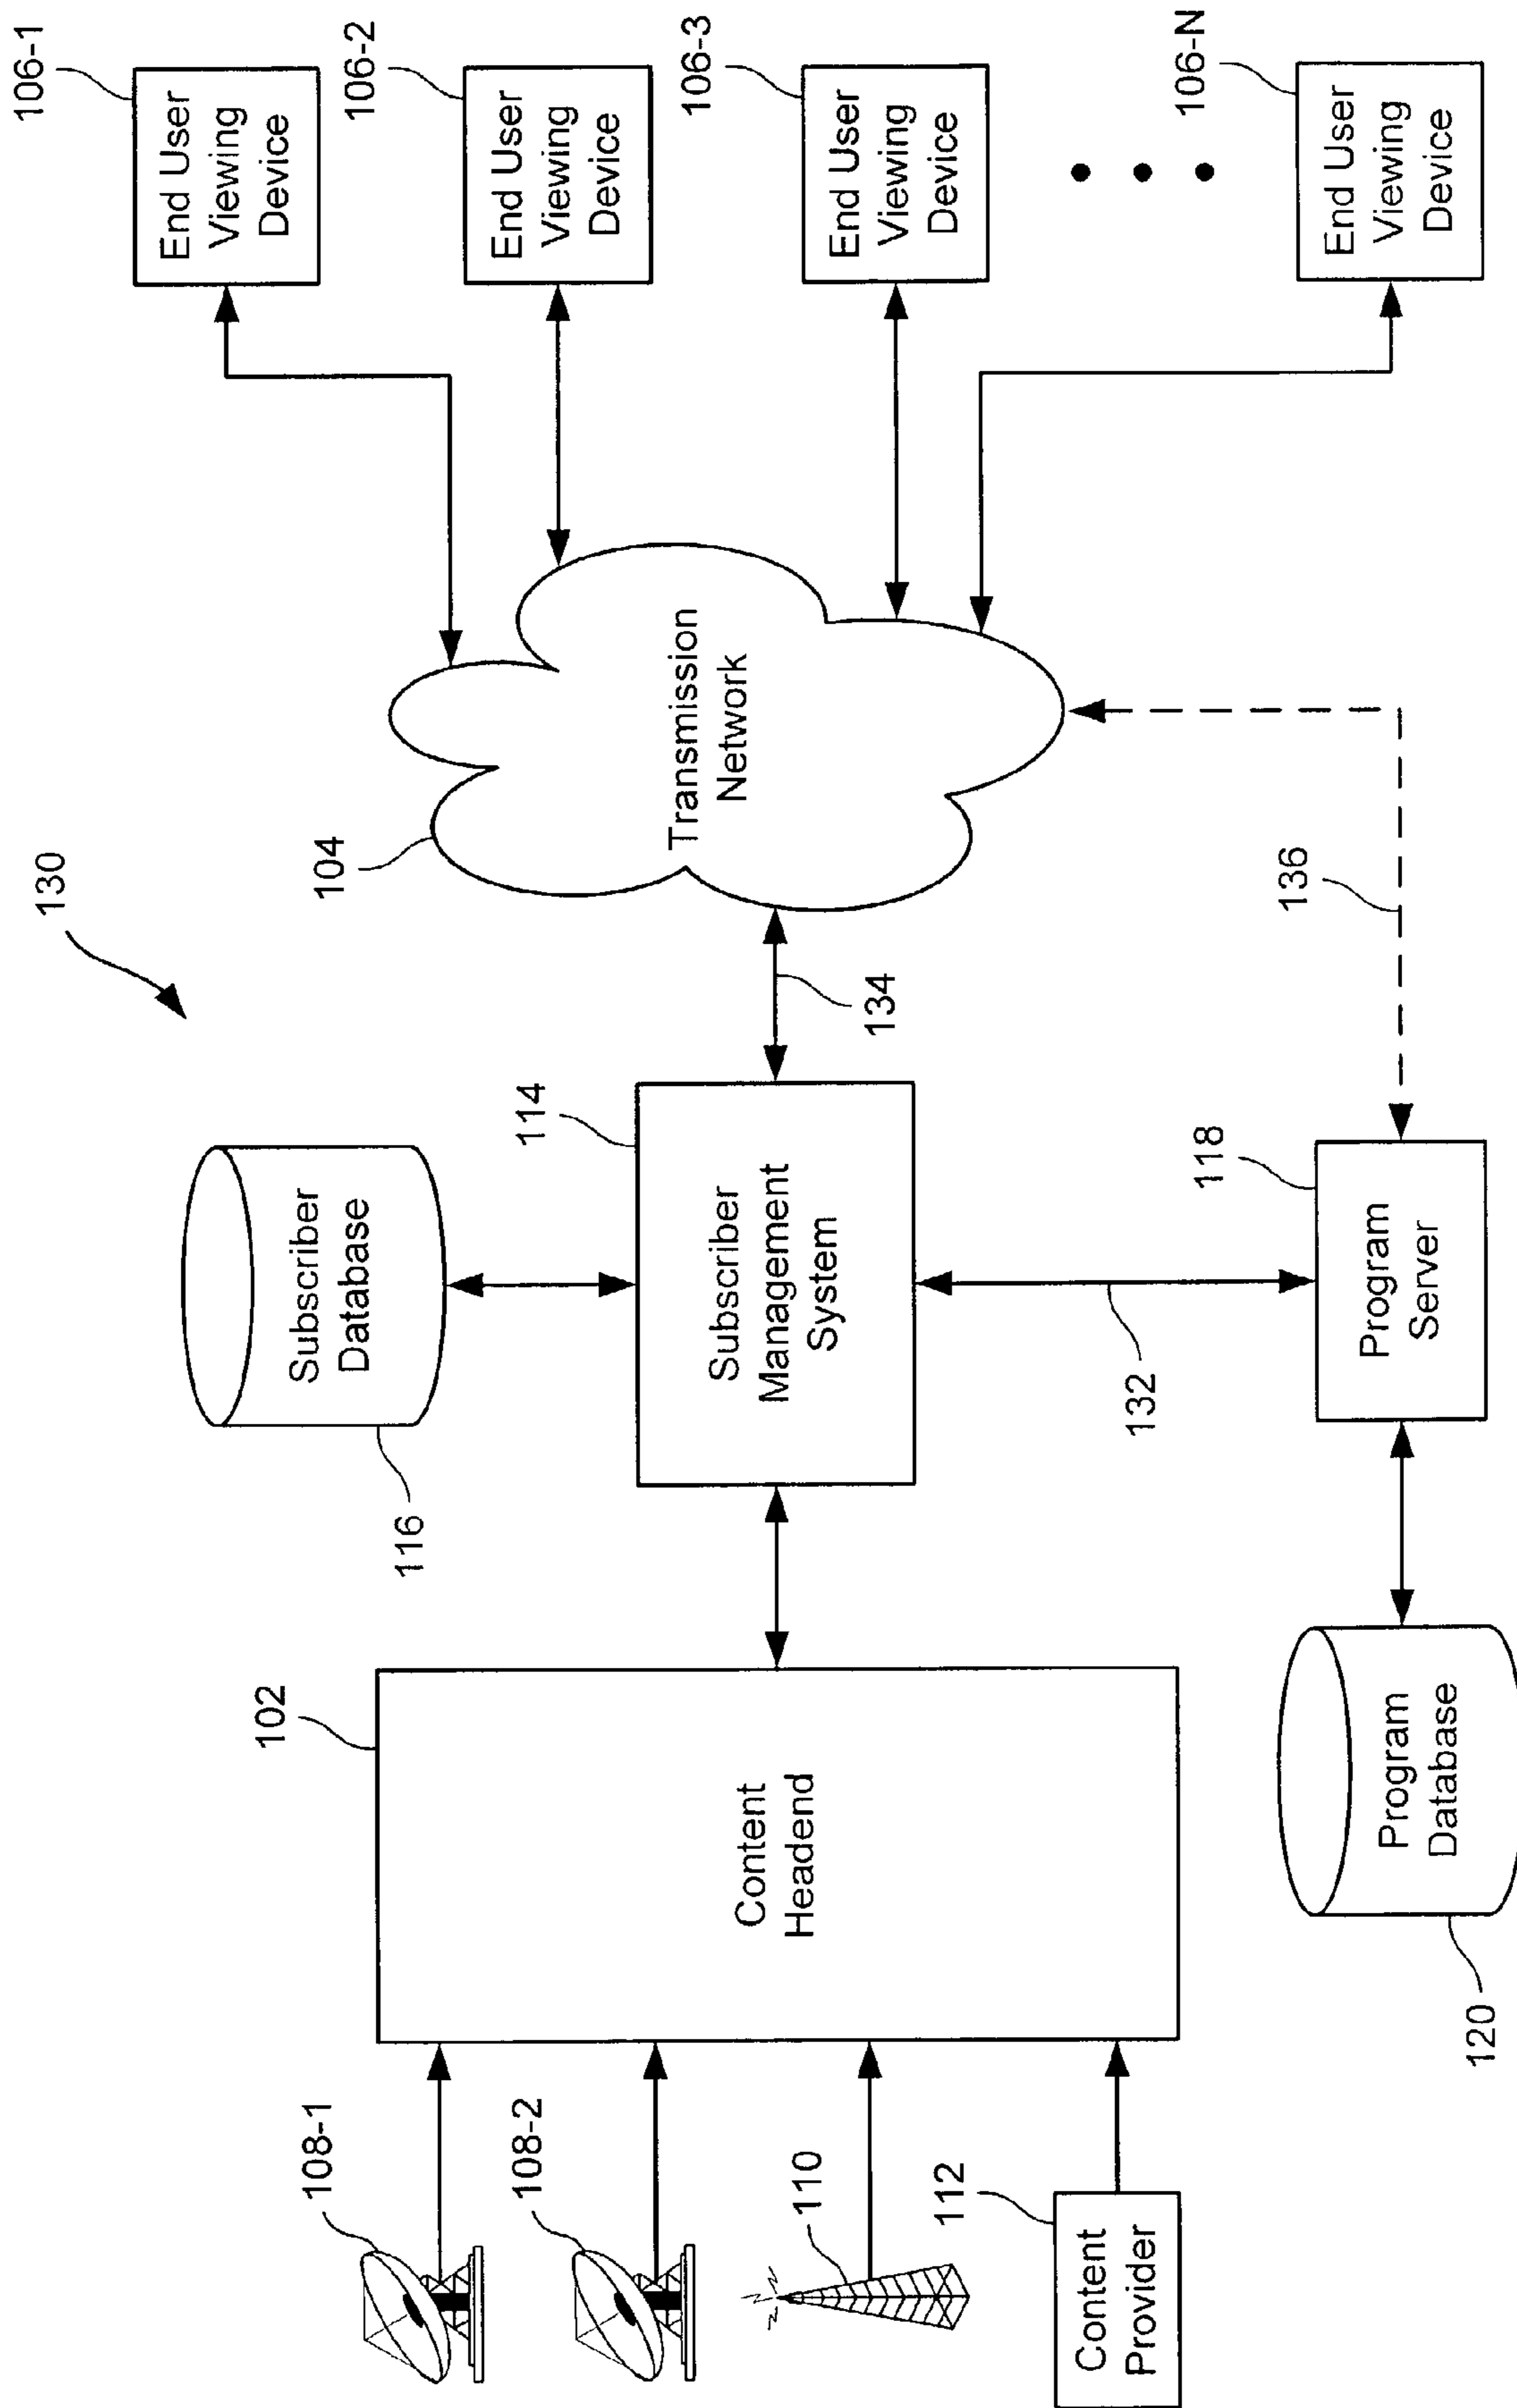 130
108-1
108-2
110
112
Content
Provider
102
Content
Headend
116
Subscriber
Database
114
Subscriber
Management
System
132
134
104
Transmission
Network
120
Program
Database
118
Program
Server
136
106-1
End User
Viewing
Device
106-2
End User
Viewing
Device
106-3
End User
Viewing
Device
106-N
End User
Viewing
Device